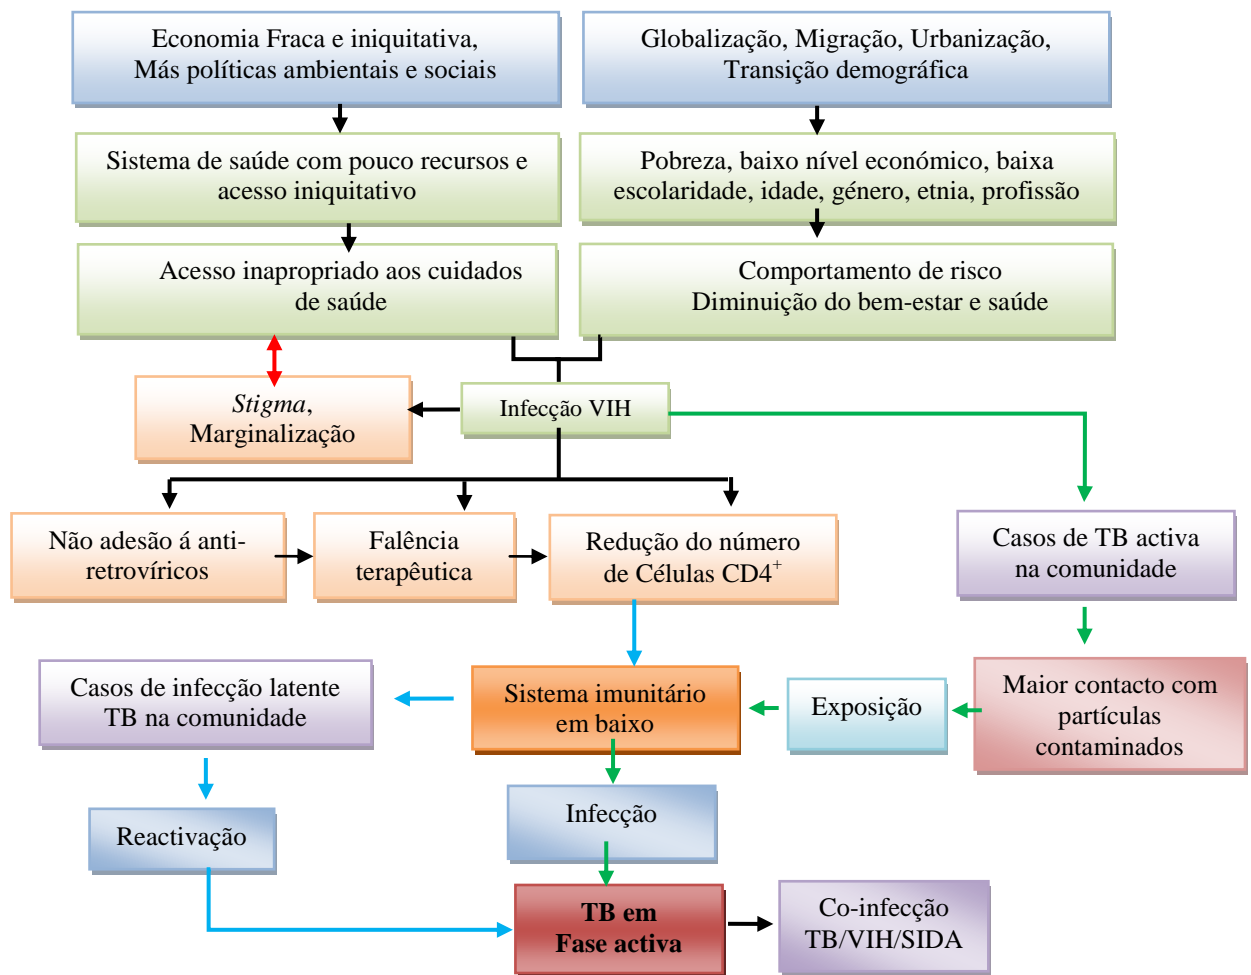 Economia Fraca e iniquitativa,
Más políticas ambientais e sociais
Globalização, Migração, Urbanização,
Transição demográfica
Sistema de saúde com pouco recursos e
acesso iniquitativo
Pobreza, baixo nível económico, baixa
escolaridade, idade, género, etnia, profissão
Acesso inapropriado aos cuidados
de saúde
Comportamento de risco
Diminuição do bem-estar e saúde
Stigma,
Marginalização
Infecção VIH
Não adesão á anti-
retrovíricos
Falência
terapêutica
Redução do número
de Células CD4⁺
Casos de TB activa
na comunidade
Casos de infecção latente
TB na comunidade
Sistema imunitário
em baixo
Exposição
Maior contacto com
partículas
contaminados
Reactivação
Infecção
TB em
Fase activa
Co-infecção
TB/VIH/SIDA